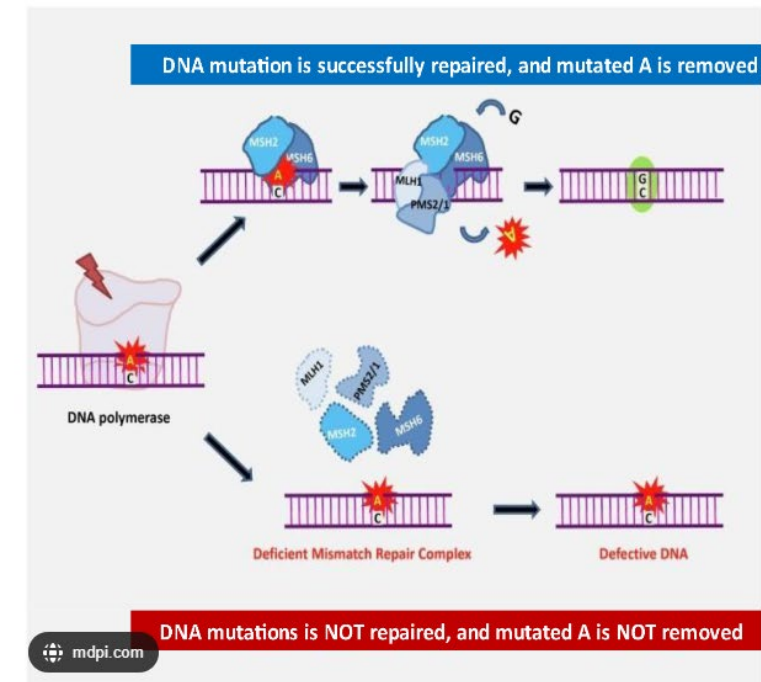 DNA mutation is successfully repaired, and mutated A is removed
MSH2
MSH6
A
C
MSH2
MSH6
MLH1
PMS2/1
G
A
G
C
A
C
DNA polymerase
MLH1
PMS2/1
MSH2
MSH6
A
C
Deficient Mismatch Repair Complex
A
C
Defective DNA
DNA mutations is NOT repaired, and mutated A is NOT removed
mdpi.com